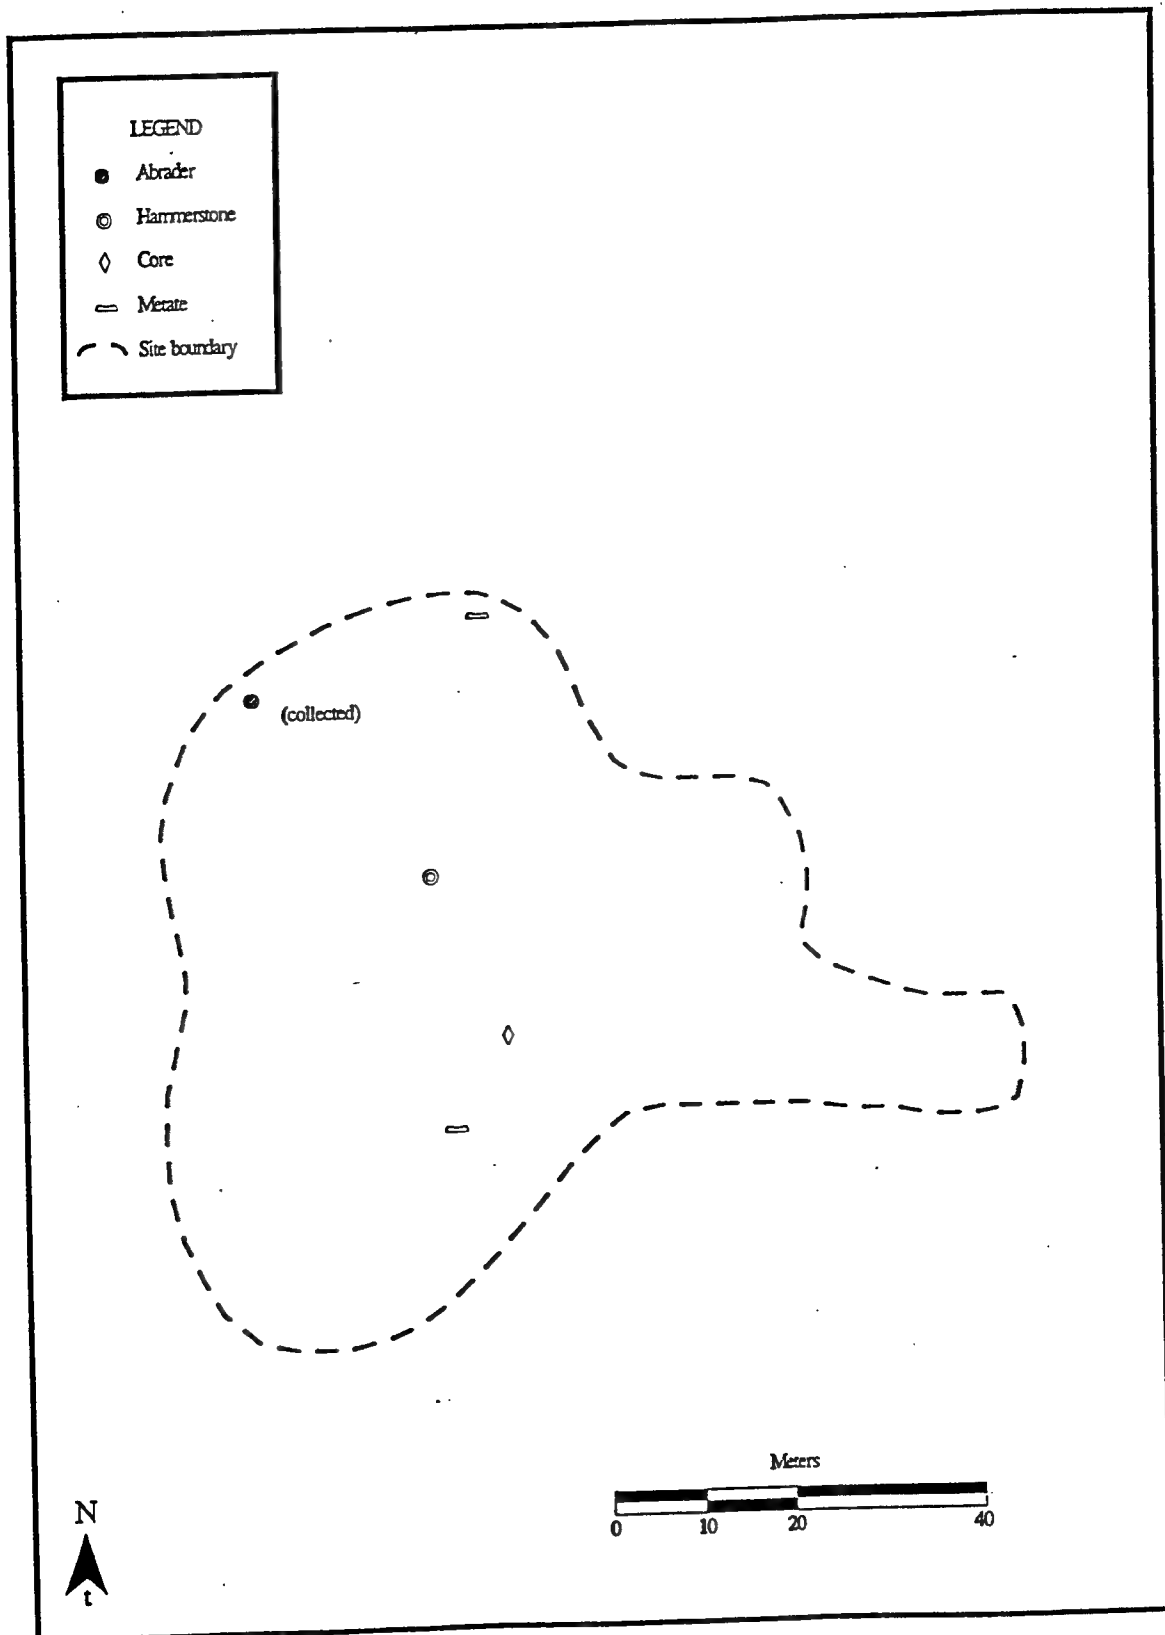 LEGEND
Abrader
Hammerstone
Core
Metate
Site boundary
(collected)
Meters
0 10 20 40
N
t